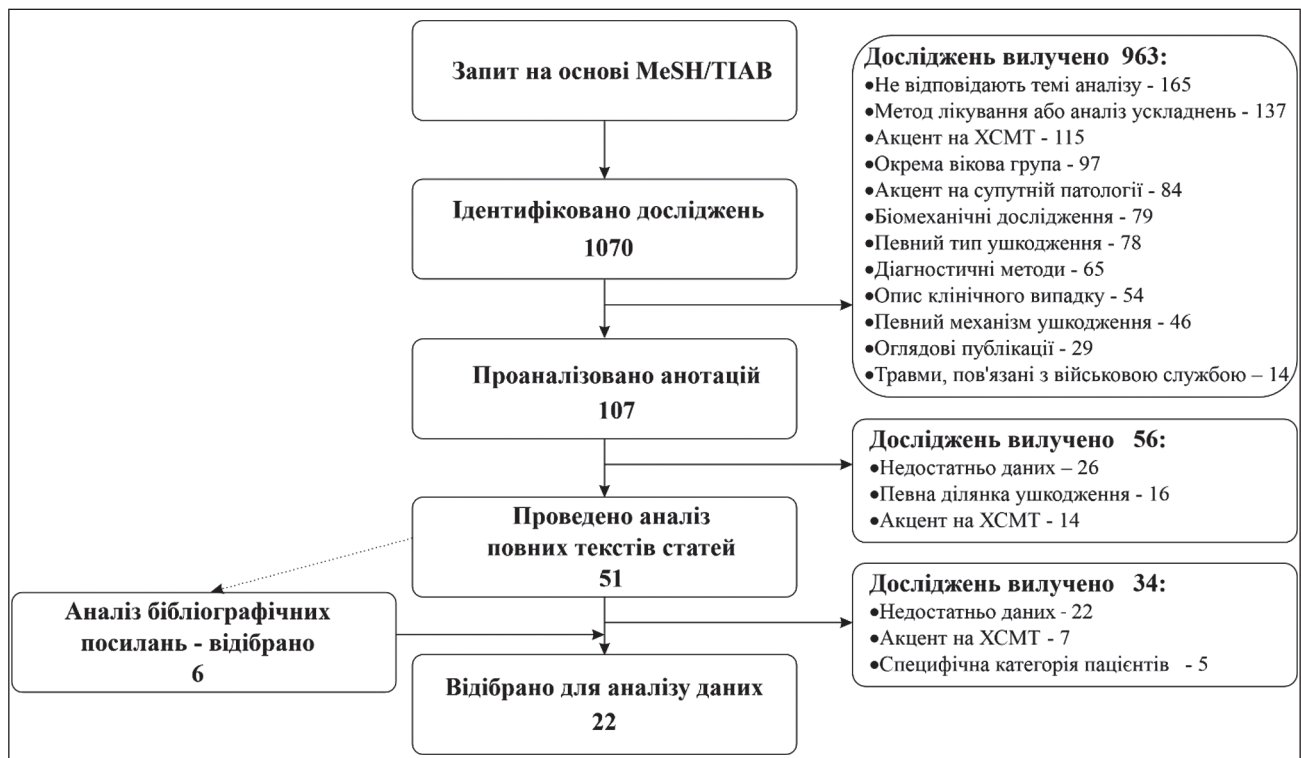 Запит на основі MeSH/TIAB
Ідентифіковано досліджень
1070
Досліджень вилучено 963:
•Не відповідають темі аналізу - 165
•Метод лікування або аналіз ускладнень - 137
•Акцент на ХСМТ - 115
•Окрема вікова група - 97
•Акцент на супутній патології - 84
•Біомеханічні дослідження - 79
•Певний тип ушкодження - 78
•Діагностичні методи - 65
•Опис клінічного випадку - 54
•Певний механізм ушкодження - 46
•Оглядові публікації - 29
•Травми, пов'язані з військовою службою – 14
Проаналізовано анотацій
107
Досліджень вилучено 56:
•Недостатньо даних – 26
•Певна ділянка ушкодження - 16
•Акцент на ХСМТ - 14
Проведено аналіз
повних текстів статей
51
Досліджень вилучено 34:
•Недостатньо даних - 22
•Акцент на ХСМТ - 7
•Специфічна категорія пацієнтів - 5
Аналіз бібліографічних
посилань - відібрано
6
Відібрано для аналізу даних
22